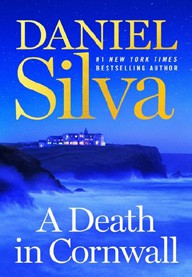 DANIEL
Silva
#1 NEW YORK TIMES
BESTSELLING AUTHOR
A Death
in Cornwall